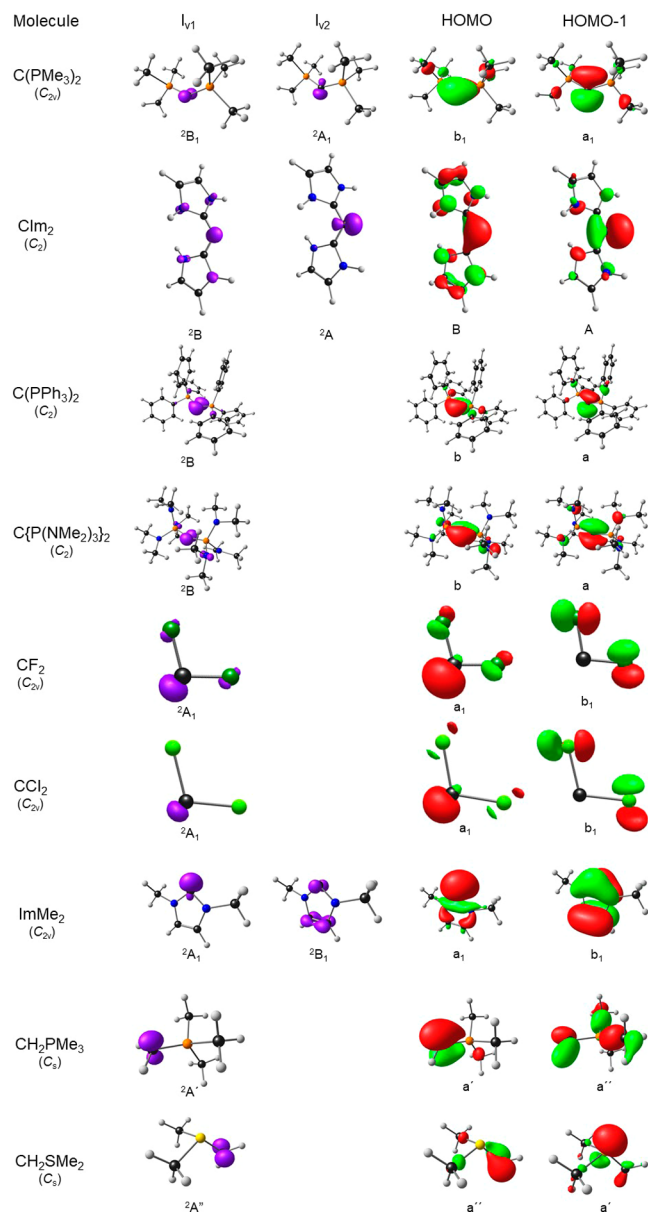 Molecule I_v1 I_v2 HOMO HOMO-1
C(PMe₃)₂
(C₂ᵥ)
²B₁ ²A₁ b₁ a₁
CIm₂
(C₂)
²B ²A B A
C(PPh₃)₂
(C₂)
²B b a
C{P(NMe₂)₃}₂
(C₂)
²B b a
CF₂
(C₂ᵥ)
²A₁ a₁ b₁
CCl₂
(C₂ᵥ)
²A₁ a₁ b₁
ImMe₂
(C₂ᵥ)
²A₁ ²B₁ a₁ b₁
CH₂PMe₃
(Cₛ)
²A′ a′ a′′
CH₂SMe₂
(Cₛ)
²A" a′′ a′